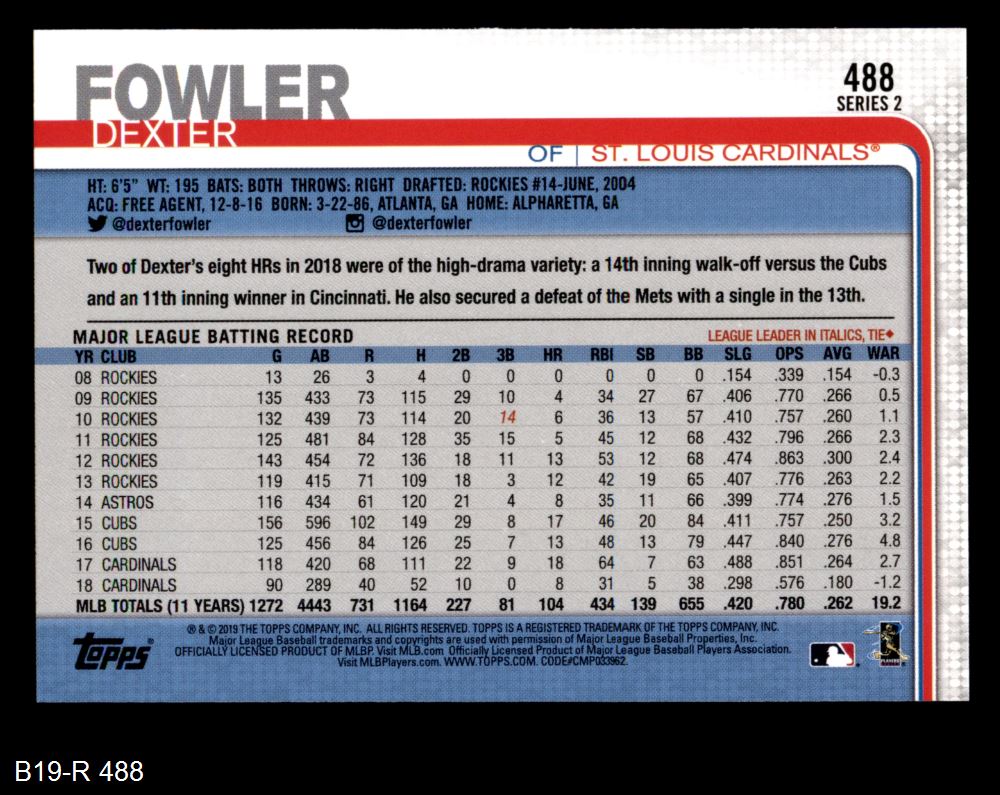 FOWLER
DEXTER
488
SERIES 2
OF | ST. LOUIS CARDINALS®
HT: 6'5" WT: 195 BATS: BOTH THROWS: RIGHT DRAFTED: ROCKIES #14-JUNE, 2004
ACQ: FREE AGENT, 12-8-16 BORN: 3-22-86, ATLANTA, GA HOME: ALPHARETTA, GA
@dexterfowler @dexterfowler
Two of Dexter's eight HRs in 2018 were of the high-drama variety: a 14th inning walk-off versus the Cubs
and an 11th inning winner in Cincinnati. He also secured a defeat of the Mets with a single in the 13th.
MAJOR LEAGUE BATTING RECORD LEAGUE LEADER IN ITALICS, TIE◆
YR CLUB G AB R H 2B 3B HR RBI SB BB SLG OPS AVG WAR
08 ROCKIES 13 26 3 4 0 0 0 0 0 0 .154 .339 .154 -0.3
09 ROCKIES 135 433 73 115 29 10 4 34 27 67 .406 .770 .266 0.5
10 ROCKIES 132 439 73 114 20 14 6 36 13 57 .410 .757 .260 1.1
11 ROCKIES 125 481 84 128 35 15 5 45 12 68 .432 .796 .266 2.3
12 ROCKIES 143 454 72 136 18 11 13 53 12 68 .474 .863 .300 2.4
13 ROCKIES 119 415 71 109 18 3 12 42 19 65 .407 .776 .263 2.2
14 ASTROS 116 434 61 120 21 4 8 35 11 66 .399 .774 .276 1.5
15 CUBS 156 596 102 149 29 8 17 46 20 84 .411 .757 .250 3.2
16 CUBS 125 456 84 126 25 7 13 48 13 79 .447 .840 .276 4.8
17 CARDINALS 118 420 68 111 22 9 18 64 7 63 .488 .851 .264 2.7
18 CARDINALS 90 289 40 52 10 0 8 31 5 38 .298 .576 .180 -1.2
MLB TOTALS (11 YEARS) 1272 4443 731 1164 227 81 104 434 139 655 .420 .780 .262 19.2
Topps®
® & © 2019 THE TOPPS COMPANY, INC. ALL RIGHTS RESERVED. TOPPS IS A REGISTERED TRADEMARK OF THE TOPPS COMPANY, INC.
Major League Baseball trademarks and copyrights are used with permission of Major League Baseball Properties, Inc.
OFFICIALLY LICENSED PRODUCT OF MLBP. Visit MLB.com Officially Licensed Product of Major League Baseball Players Association.
Visit MLBPlayers.com. WWW.TOPPS.COM. CODE#CMP033962.
PLAYERS
B19-R 488